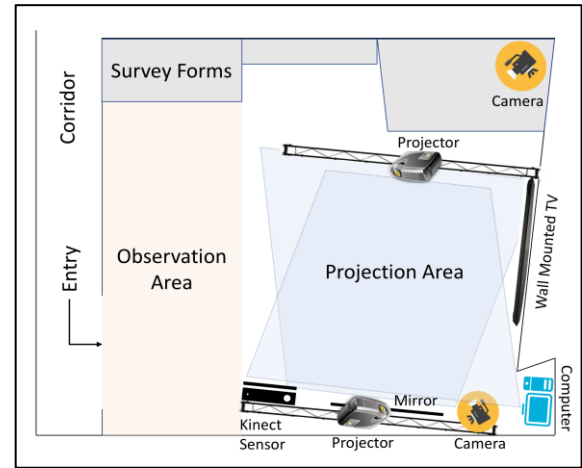 Survey Forms
Corridor
Camera
Projector
Wall Mounted TV
Observation
Area
Projection Area
Entry
Computer
Mirror
Kinect
Sensor
Projector
Camera